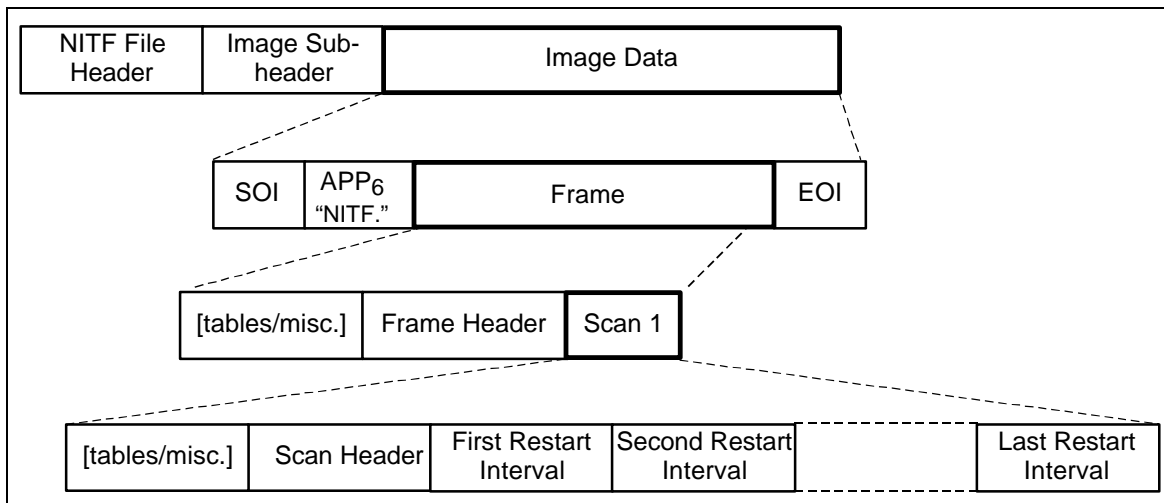 NITF File
Header
Image Sub-
header
Image Data
SOI
APP6
“NITF.”
Frame
EOI
[tables/misc.]
Frame Header
Scan 1
[tables/misc.]
Scan Header
First Restart
Interval
Second Restart
Interval
Last Restart
Interval